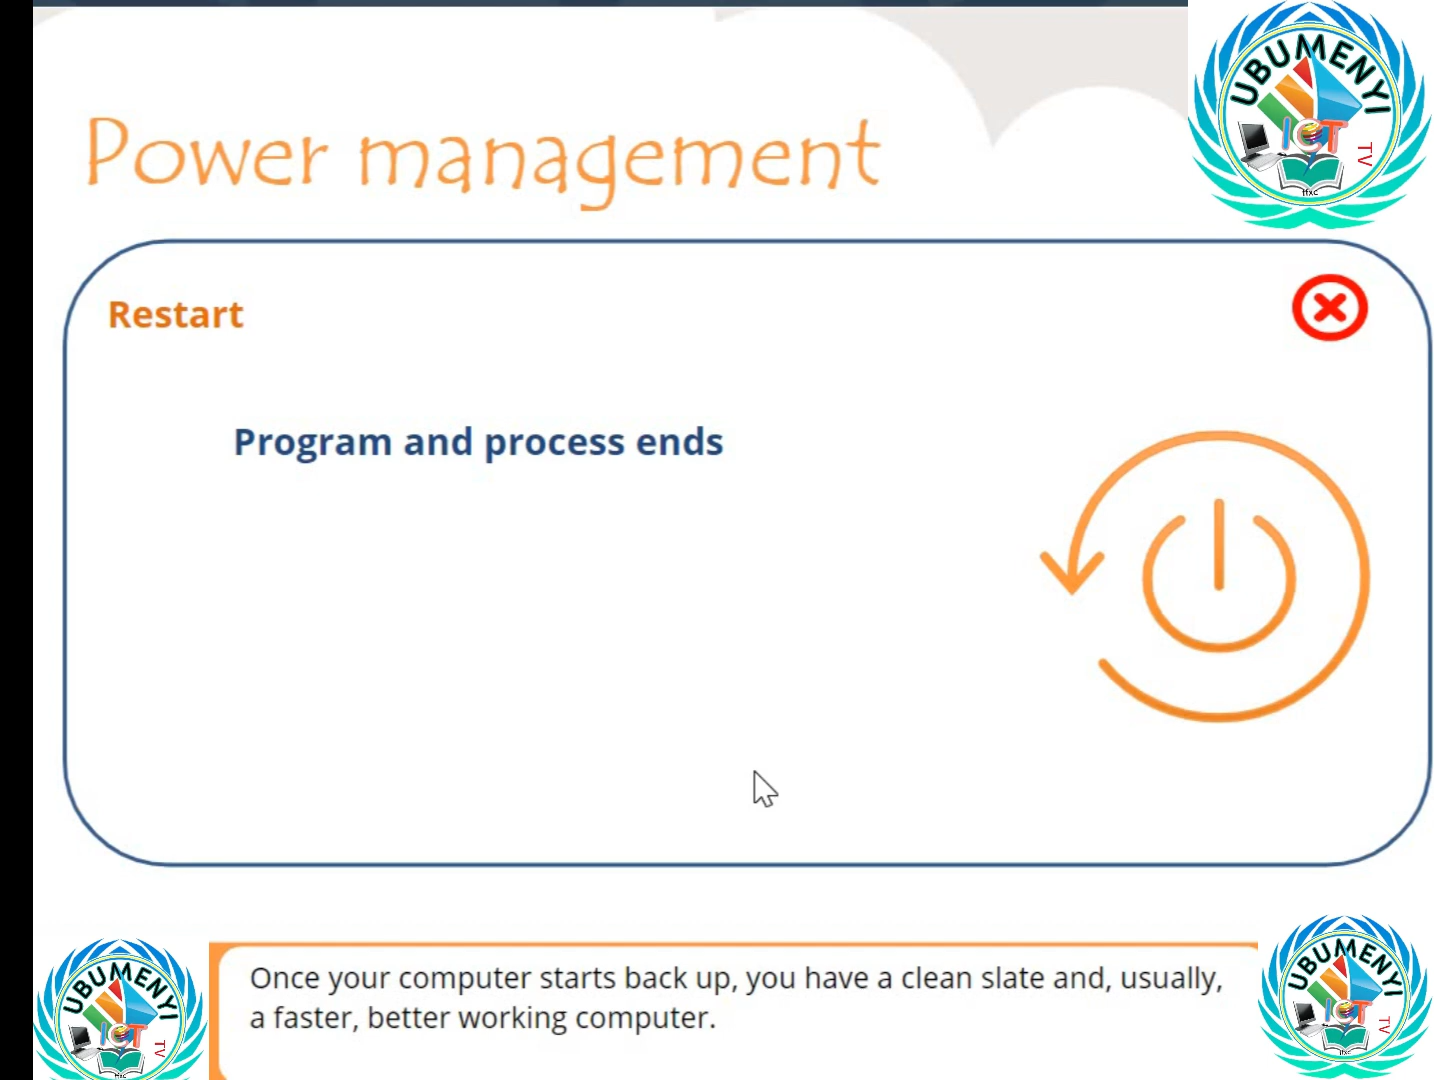 UBUMENYI
ICT
TV
Power management
Restart
Program and process ends
Once your computer starts back up, you have a clean slate and, usually,
a faster, better working computer.
UBUMENYI
ICT
TV
UBUMENYI
ICT
TV